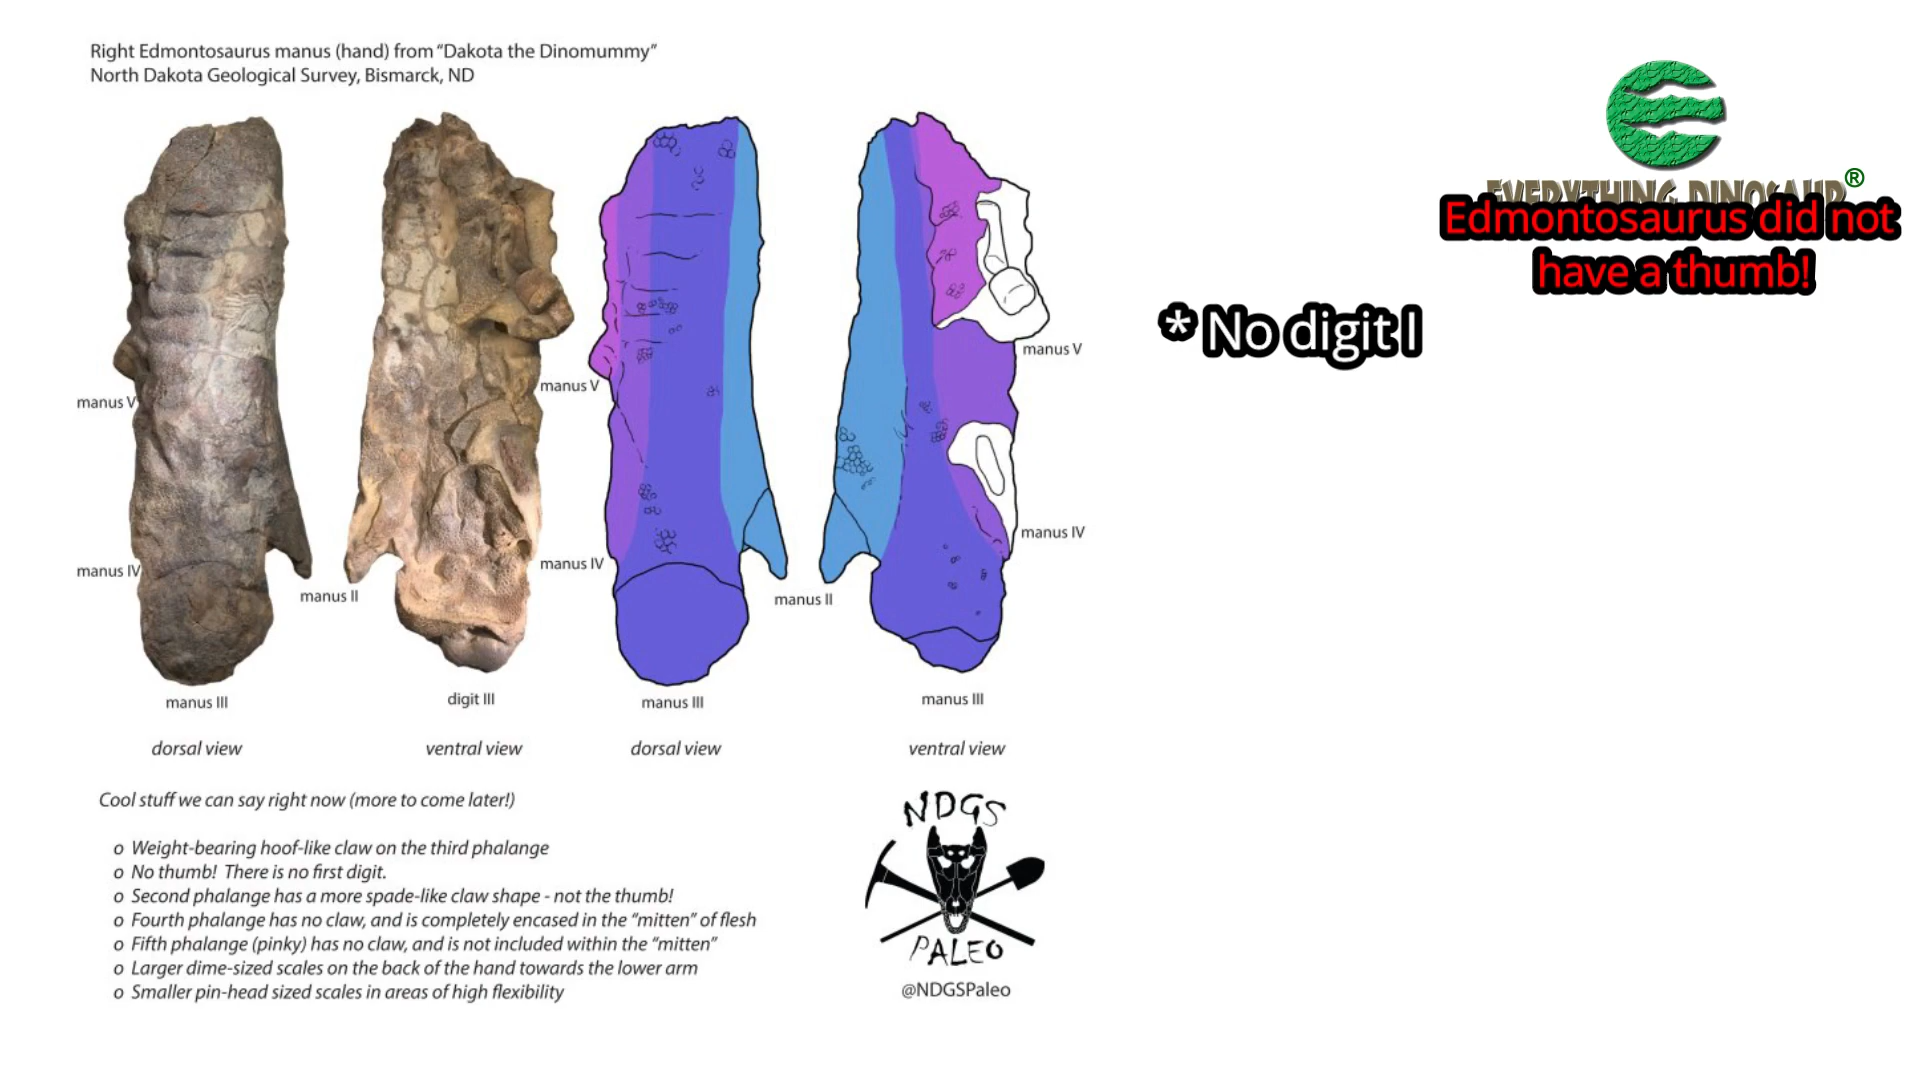 Right Edmontosaurus manus (hand) from “Dakota the Dinomummy”
North Dakota Geological Survey, Bismarck, ND
EVERYTHING DINOSAUR®
Edmontosaurus did not
have a thumb!
* No digit I
manus V
manus V
manus V
manus IV
manus IV
manus IV
manus II
manus II
manus III
digit III
manus III
manus III
dorsal view
ventral view
dorsal view
ventral view
Cool stuff we can say right now (more to come later!)
o Weight-bearing hoof-like claw on the third phalange
o No thumb! There is no first digit.
o Second phalange has a more spade-like claw shape - not the thumb!
o Fourth phalange has no claw, and is completely encased in the “mitten” of flesh
o Fifth phalange (pinky) has no claw, and is not included within the “mitten”
o Larger dime-sized scales on the back of the hand towards the lower arm
o Smaller pin-head sized scales in areas of high flexibility
NDGS
PALEO
@NDGSPaleo